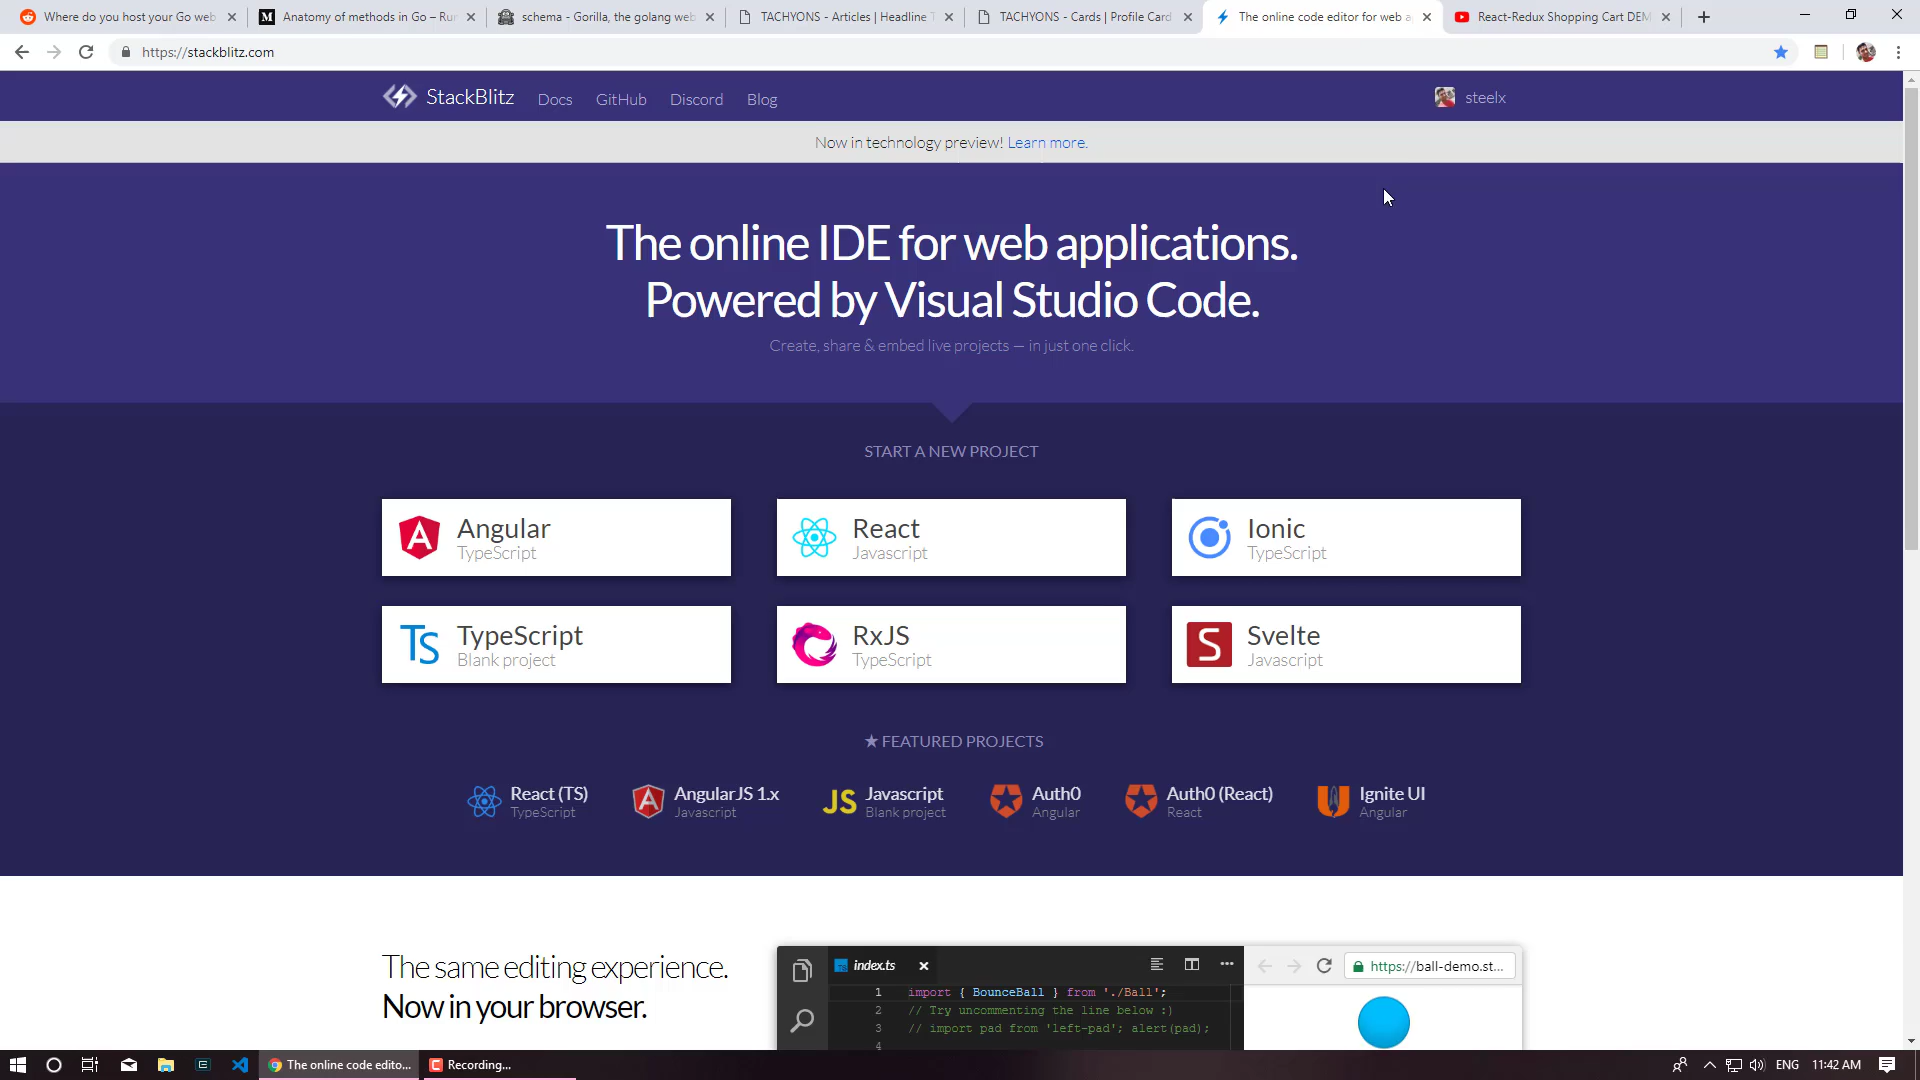 Where do you host your Go web
Anatomy of methods in Go – Run
schema - Gorilla, the golang web
TACHYONS - Articles | Headline T
TACHYONS - Cards | Profile Card
The online code editor for web a
React-Redux Shopping Cart DEM
https://stackblitz.com
StackBlitz
Docs
GitHub
Discord
Blog
steelx
Now in technology preview! Learn more.
The online IDE for web applications.
Powered by Visual Studio Code.
Create, share & embed live projects — in just one click.
START A NEW PROJECT
Angular
TypeScript
React
Javascript
Ionic
TypeScript
TS
TypeScript
Blank project
RxJS
TypeScript
Svelte
Javascript
★ FEATURED PROJECTS
React (TS)
TypeScript
AngularJS 1.x
Javascript
JS
Javascript
Blank project
Auth0
Angular
Auth0 (React)
React
Ignite UI
Angular
The same editing experience.
Now in your browser.
index.ts
https://ball-demo.st...
1 import { BounceBall } from './Ball';
2 // Try uncommenting the line below :)
3 // import pad from 'left-pad'; alert(pad);
4
The online code edito...
Recording...
ENG
11:42 AM